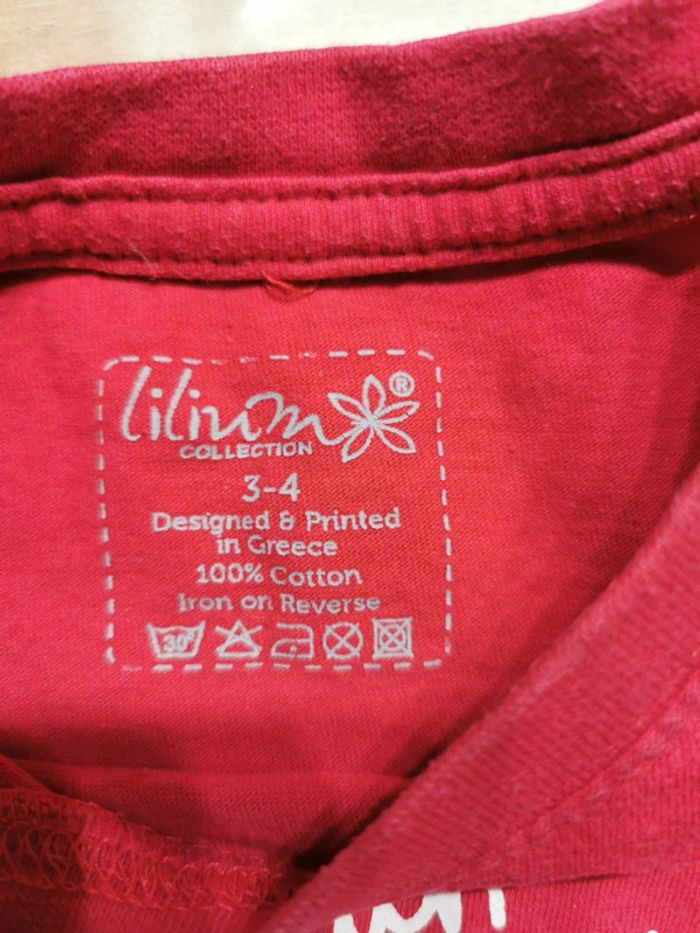 lilium ®
COLLECTION
3-4
Designed & Printed
in Greece
100% Cotton
Iron on Reverse
30°